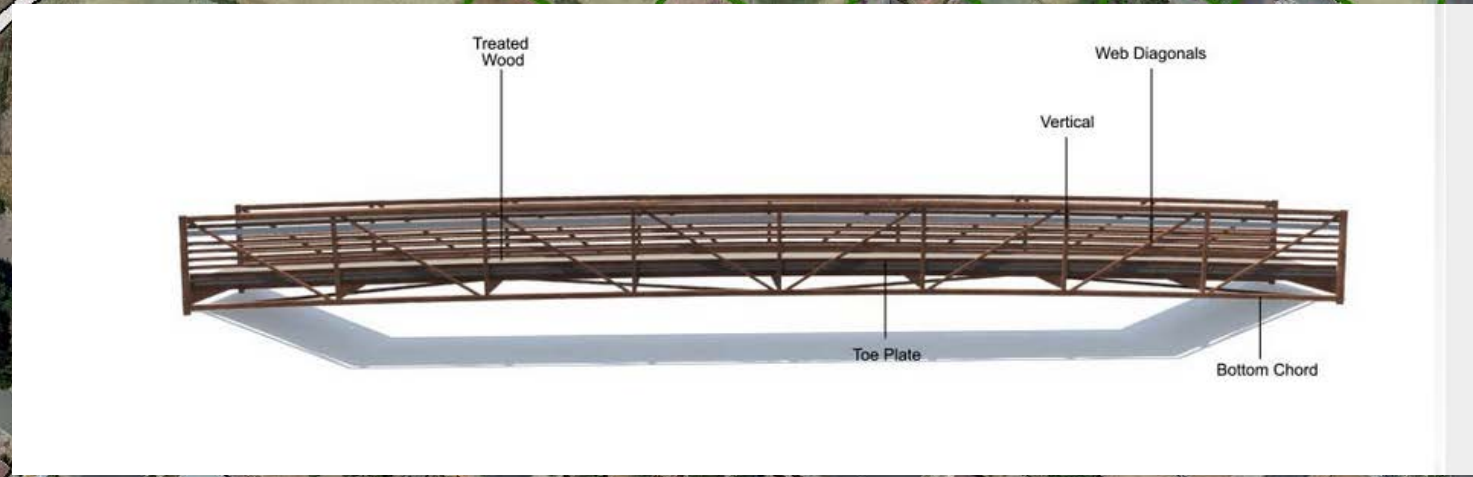 Treated
Wood
Web Diagonals
Vertical
Toe Plate
Bottom Chord